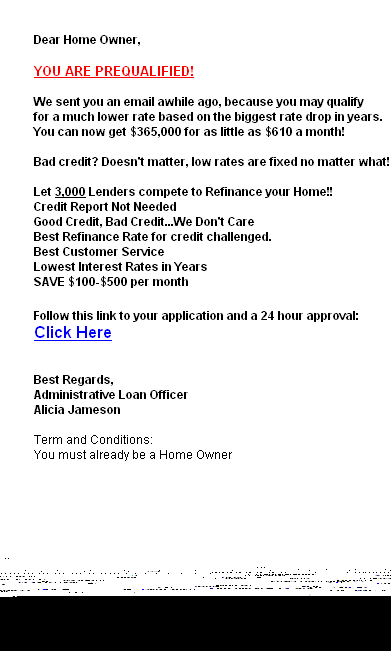 Dear Home Owner,
YOU ARE PREQUALIFIED!
We sent you an email awhile ago, because you may qualify
for a much lower rate based on the biggest rate drop in years.
You can now get $365,000 for as little as $610 a month!
Bad credit? Doesn't matter, low rates are fixed no matter what!
Let 3,000 Lenders compete to Refinance your Home!!
Credit Report Not Needed
Good Credit, Bad Credit...We Don't Care
Best Refinance Rate for credit challenged.
Best Customer Service
Lowest Interest Rates in Years
SAVE $100-$500 per month
Follow this link to your application and a 24 hour approval:
Click Here
Best Regards,
Administrative Loan Officer
Alicia Jameson
Term and Conditions:
You must already be a Home Owner